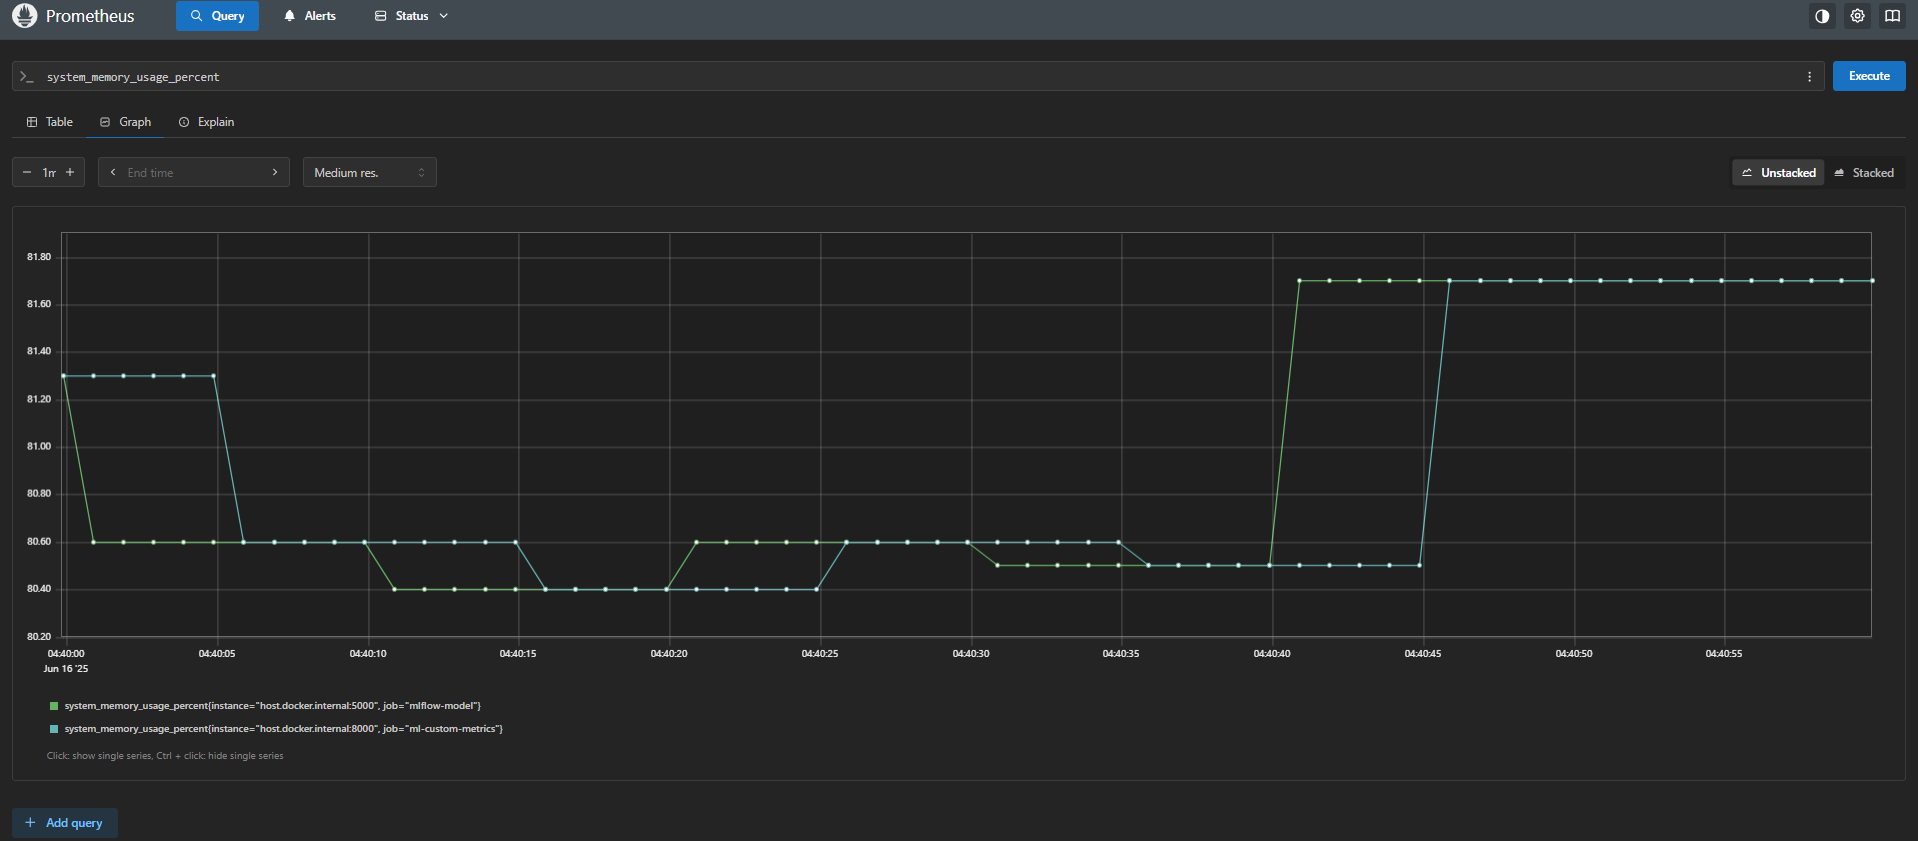 Prometheus Query Alerts Status
>_ system_memory_usage_percent Execute
Table Graph Explain
− 1m + End time Medium res. Unstacked Stacked
81.80
81.60
81.40
81.20
81.00
80.80
80.60
80.40
80.20
04:40:00 04:40:05 04:40:10 04:40:15 04:40:20 04:40:25 04:40:30 04:40:35 04:40:40 04:40:45 04:40:50 04:40:55
Jun 16 '25
system_memory_usage_percent{instance="host.docker.internal:5000", job="mlflow-model"}
system_memory_usage_percent{instance="host.docker.internal:8000", job="ml-custom-metrics"}
Click: show single series, Ctrl + click: hide single series
+ Add query